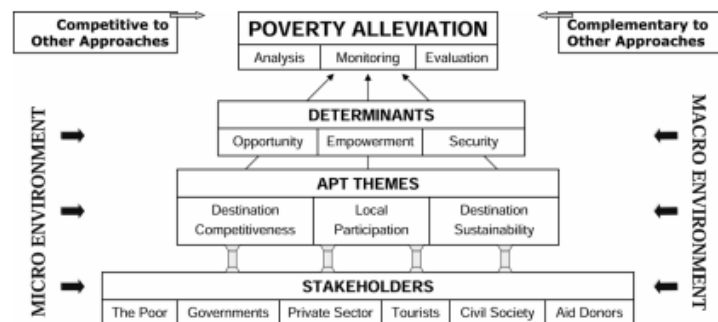 Competitive to
Other Approaches
POVERTY ALLEVIATION
Analysis Monitoring Evaluation
Complementary to
Other Approaches
MICRO ENVIRONMENT
DETERMINANTS
Opportunity Empowerment Security
APT THEMES
Destination
Competitiveness
Local
Participation
Destination
Sustainability
STAKEHOLDERS
The Poor Governments Private Sector Tourists Civil Society Aid Donors
MACRO ENVIRONMENT